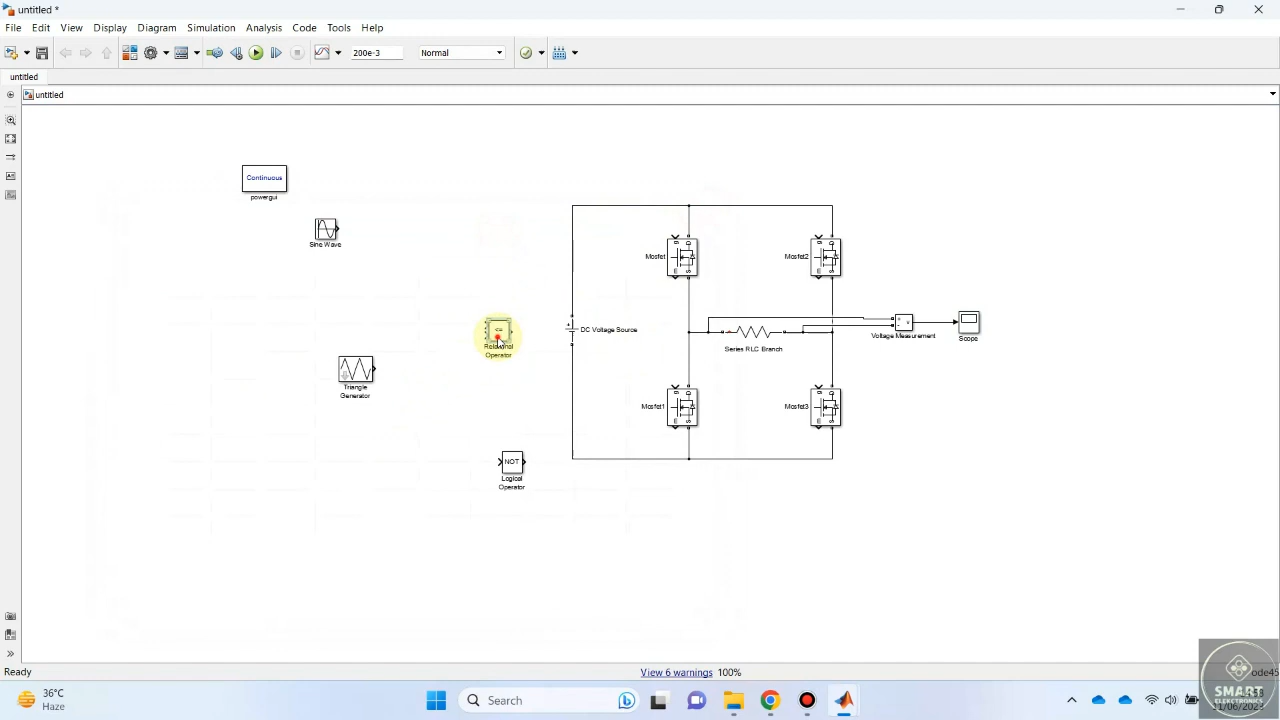 untitled *
File Edit View Display Diagram Simulation Analysis Code Tools Help
200e-3
Normal
untitled
untitled
Continuous
powergui
Sine Wave
Mosfet
Mosfet2
<=
Relational
Operator
DC Voltage Source
Series RLC Branch
Voltage Measurement
Scope
Triangle
Generator
Mosfet1
Mosfet3
NOT
Logical
Operator
Ready
View 6 warnings
100%
ode45
36°C
Haze
Search
SMART
ELECTRONICS